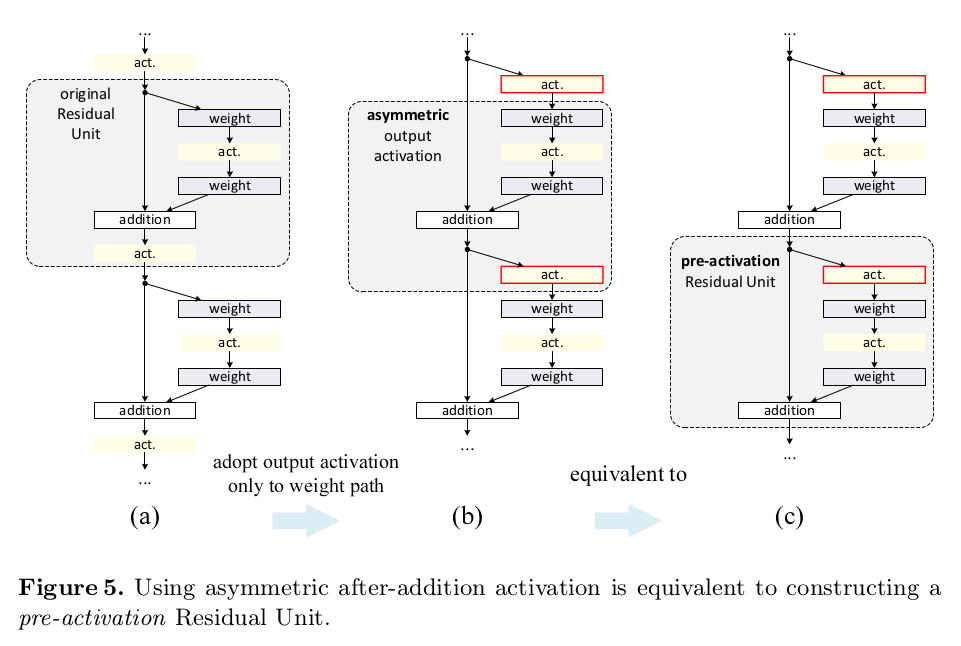 ...
act.
original
Residual
Unit
weight
act.
weight
addition
act.
weight
act.
weight
addition
act.
...
(a)
adopt output activation
only to weight path
...
act.
asymmetric
output
activation
weight
act.
weight
addition
act.
weight
act.
weight
addition
...
(b)
equivalent to
...
act.
weight
act.
weight
addition
pre-activation
Residual Unit
act.
weight
act.
weight
addition
...
(c)
Figure 5. Using asymmetric after-addition activation is equivalent to constructing a
pre-activation Residual Unit.